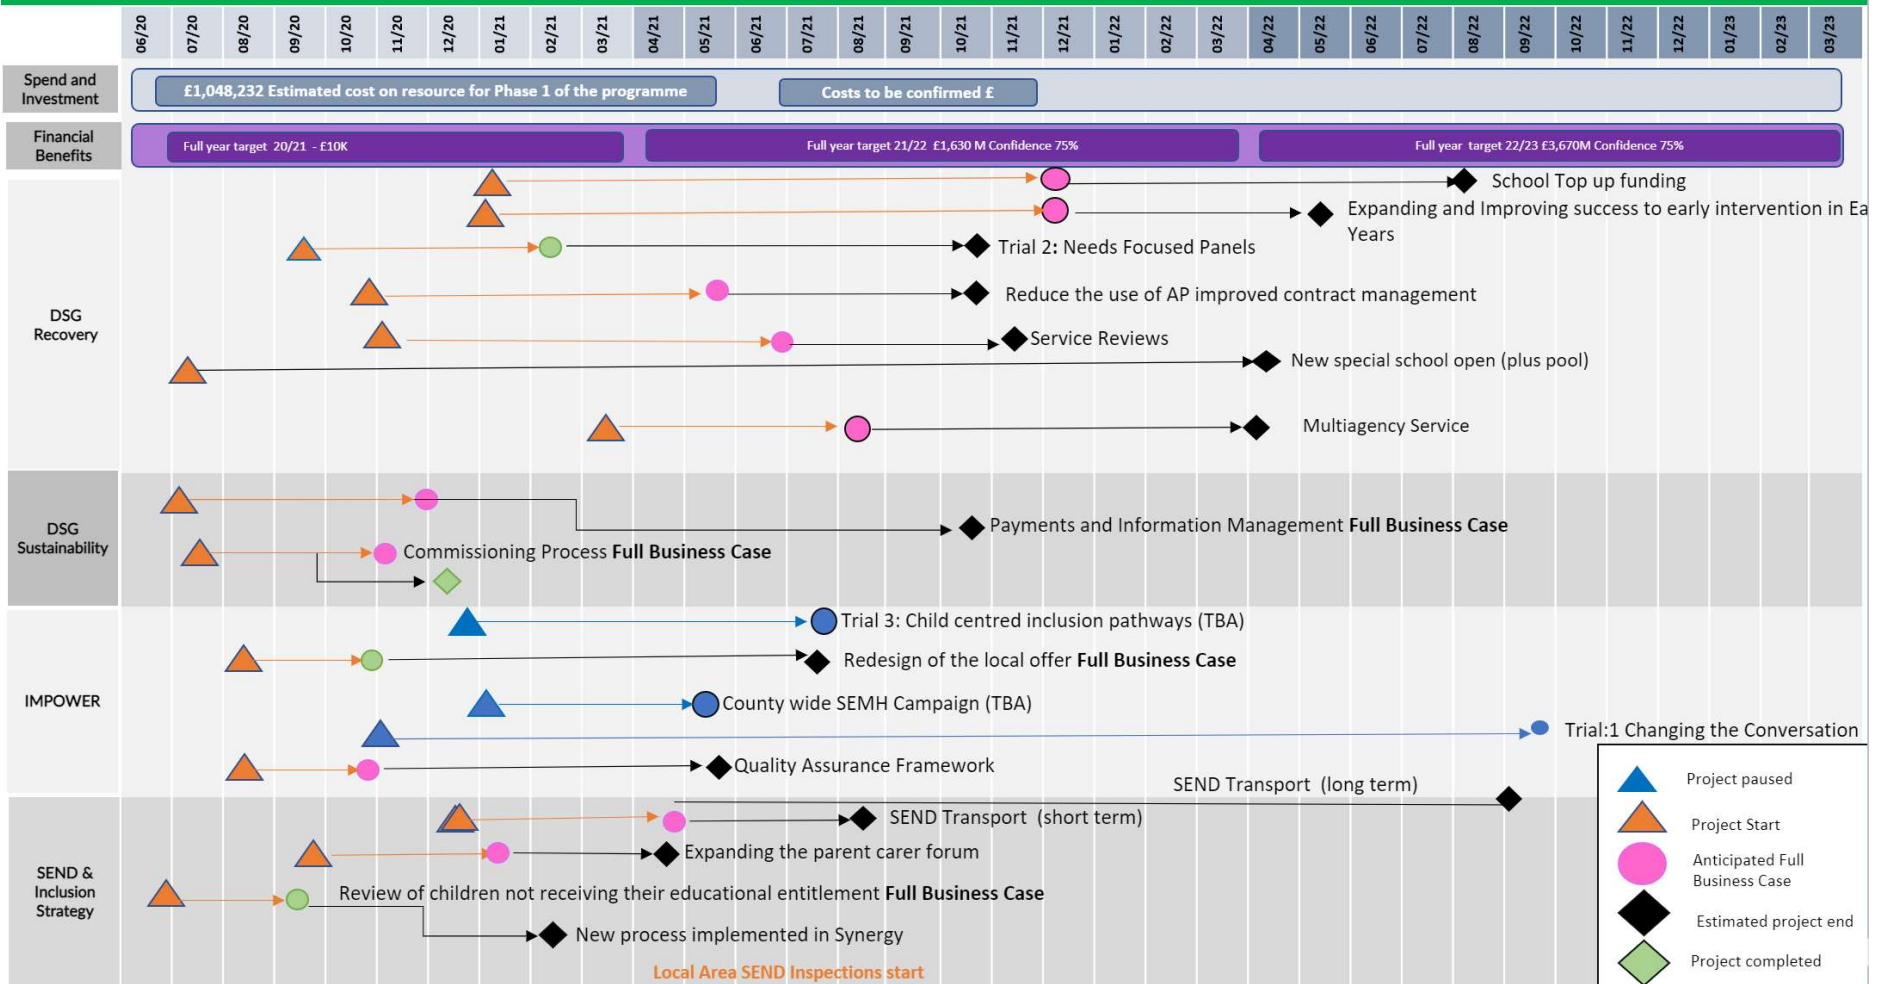 06/20 07/20 08/20 09/20 10/20 11/20 12/20 01/21 02/21 03/21 04/21 05/21 06/21 07/21 08/21 09/21 10/21 11/21 12/21 01/22 02/22 03/22 04/22 05/22 06/22 07/22 08/22 09/22 10/22 11/22 12/22 01/23 02/23 03/23
Spend and
Investment
£1,048,232 Estimated cost on resource for Phase 1 of the programme
Costs to be confirmed £
Financial
Benefits
Full year target 20/21 - £10K
Full year target 21/22 £1,630 M Confidence 75%
Full year target 22/23 £3,670M Confidence 75%
DSG
Recovery
School Top up funding
Expanding and Improving success to early intervention in Ea
Years
Trial 2: Needs Focused Panels
Reduce the use of AP improved contract management
Service Reviews
New special school open (plus pool)
Multiagency Service
DSG
Sustainability
Payments and Information Management Full Business Case
Commissioning Process Full Business Case
IMPOWER
Trial 3: Child centred inclusion pathways (TBA)
Redesign of the local offer Full Business Case
County wide SEMH Campaign (TBA)
Trial:1 Changing the Conversation
Quality Assurance Framework
SEND &
Inclusion
Strategy
SEND Transport (long term)
SEND Transport (short term)
Expanding the parent carer forum
Review of children not receiving their educational entitlement Full Business Case
New process implemented in Synergy
Local Area SEND Inspections start
Project paused
Project Start
Anticipated Full
Business Case
Estimated project end
Project completed